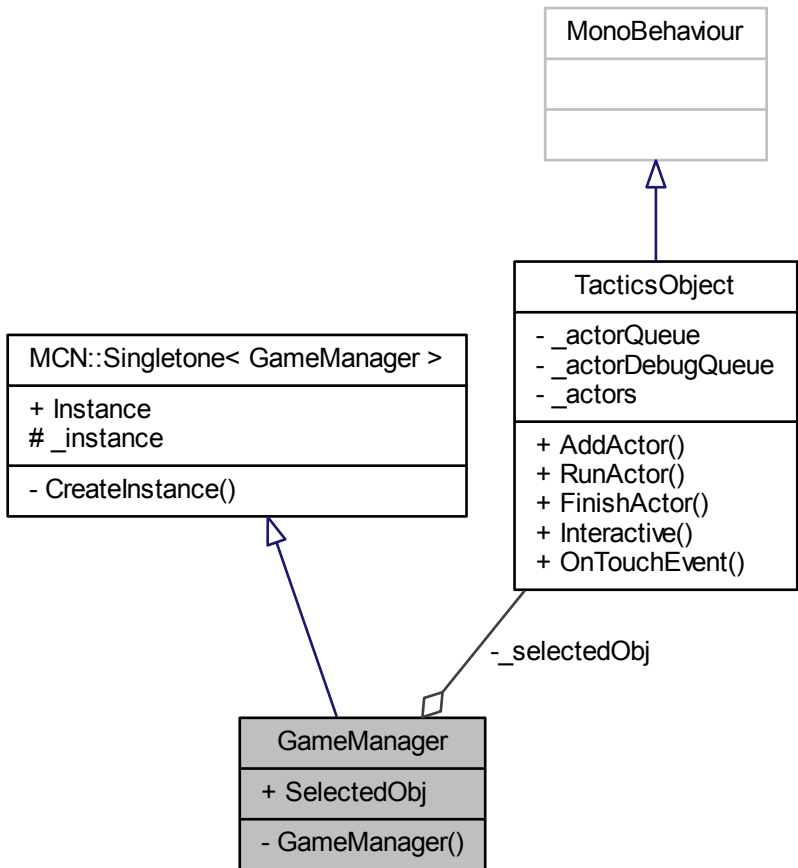 MonoBehaviour
TacticsObject
- _actorQueue
- _actorDebugQueue
- _actors
+ AddActor()
+ RunActor()
+ FinishActor()
+ Interactive()
+ OnTouchEvent()
MCN::Singletone< GameManager >
+ Instance
# _instance
- CreateInstance()
-_selectedObj
GameManager
+ SelectedObj
- GameManager()